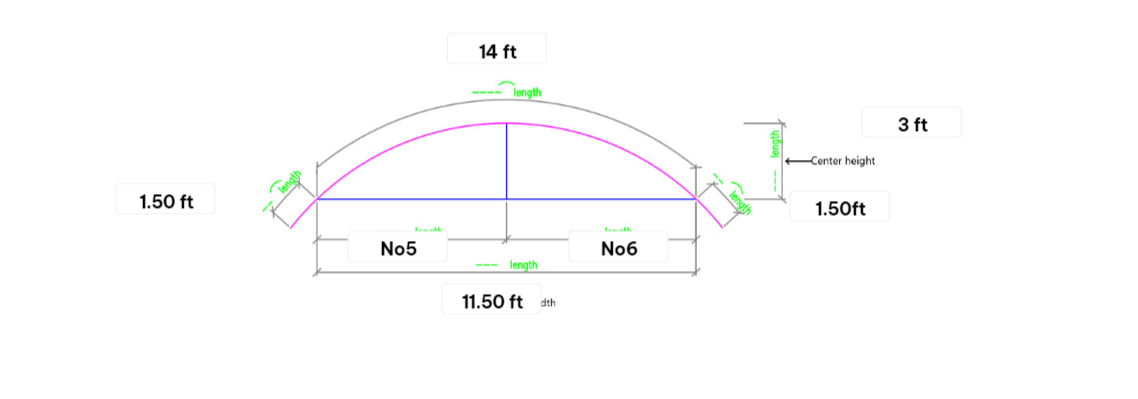 14 ft
length
3 ft
length
Center height
length
1.50 ft
length
1.50ft
No5
No6
length
11.50 ft dth